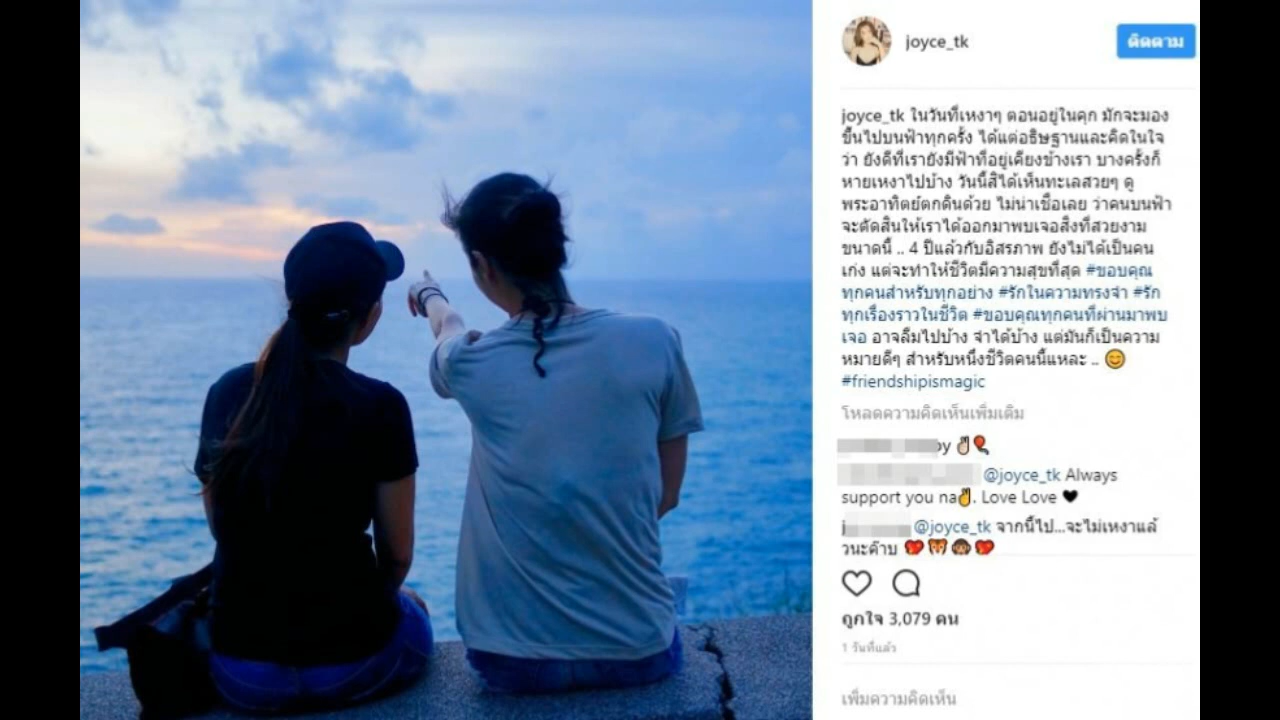 joyce_tk
ติดตาม
joyce_tk ในวันที่เหงาๆ ตอนอยู่ในคุก มักจะมอง
ขึ้นไปบนฟ้าทุกครั้ง ได้แต่อธิษฐานและคิดในใจ
ว่า ยังดีที่เรายังมีฟ้าที่อยู่เคียงข้างเรา บางครั้งก็
หายเหงาไปบ้าง วันนี้สิได้เห็นทะเลสวยๆ ดู
พระอาทิตย์ตกดินด้วย ไม่น่าเชื่อเลย ว่าคนบนฟ้า
จะตัดสินให้เราได้ออกมาพบเจอสิ่งที่สวยงาม
ขนาดนี้ .. 4 ปีแล้วกับอิสรภาพ ยังไม่ได้เป็นคน
เก่ง แต่จะทำให้ชีวิตมีความสุขที่สุด #ขอบคุณ
ทุกคนสำหรับทุกอย่าง #รักในความทรงจำ #รัก
ทุกเรื่องราวในชีวิต #ขอบคุณทุกคนที่ผ่านมาพบ
เจอ อาจลืมไปบ้าง จำได้บ้าง แต่มันก็เป็นความ
หมายดีๆ สำหรับหนึ่งชีวิตคนนี้แหละ .. 😊
#friendshipismagic
โหลดความคิดเห็นเพิ่มเติม
@joyce_tk Always
support you na✌. Love Love 🖤
@joyce_tk จากนี้ไป...จะไม่เหงาแล้
วนะค๊าบ
ถูกใจ 3,079 คน
1 วันที่แล้ว
เพิ่มความคิดเห็น